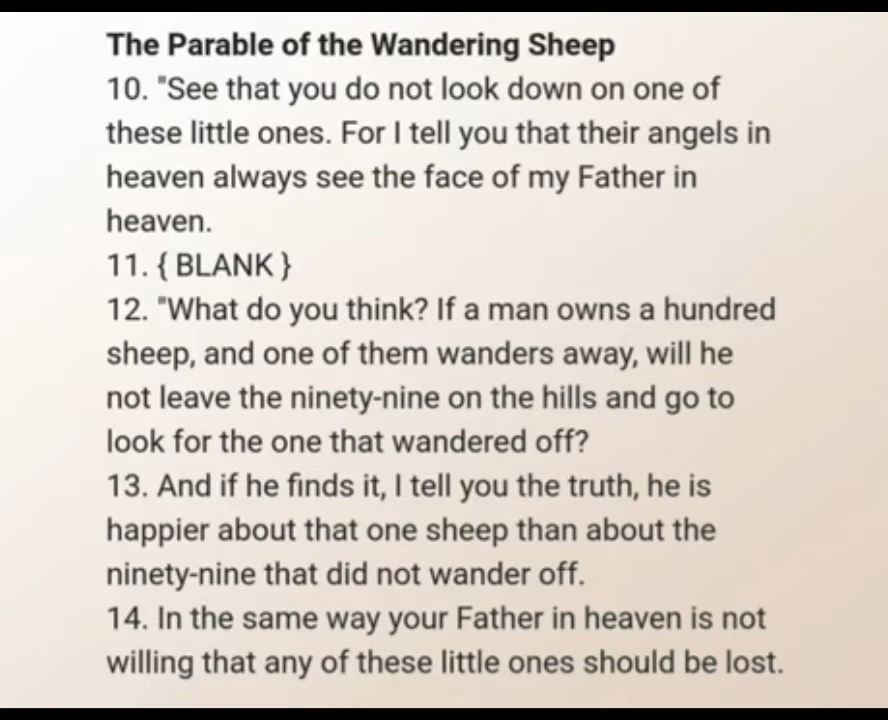 The Parable of the Wandering Sheep
10. "See that you do not look down on one of
these little ones. For I tell you that their angels in
heaven always see the face of my Father in
heaven.
11. { BLANK }
12. "What do you think? If a man owns a hundred
sheep, and one of them wanders away, will he
not leave the ninety-nine on the hills and go to
look for the one that wandered off?
13. And if he finds it, I tell you the truth, he is
happier about that one sheep than about the
ninety-nine that did not wander off.
14. In the same way your Father in heaven is not
willing that any of these little ones should be lost.